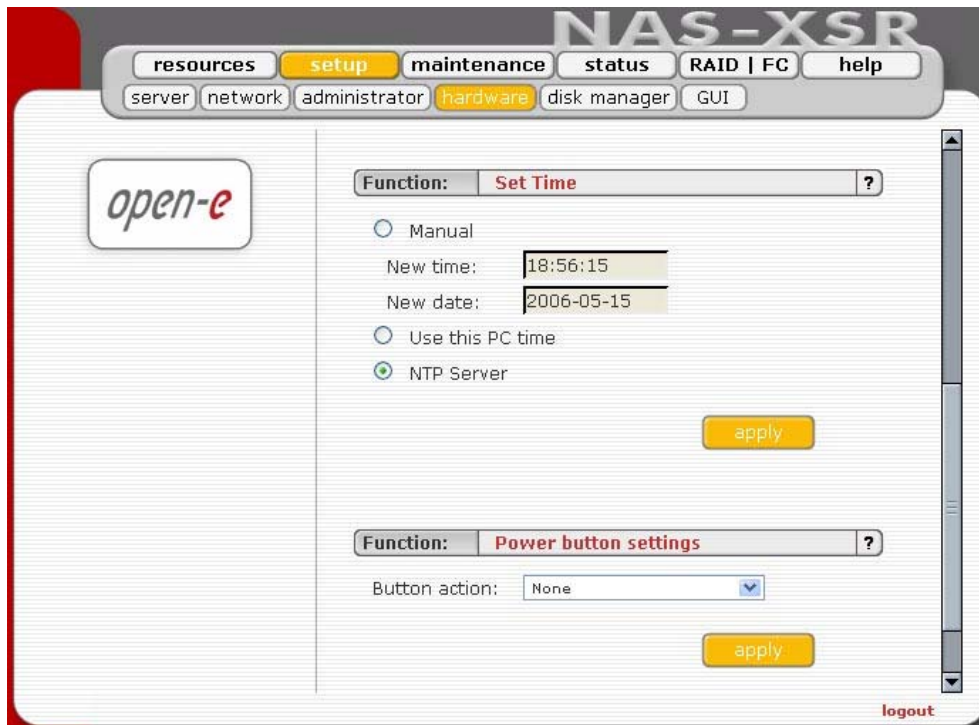 NAS-XSR
resources setup maintenance status RAID | FC help
server network administrator hardware disk manager GUI
open-e
Function: Set Time ?
Manual
New time: 18:56:15
New date: 2006-05-15
Use this PC time
NTP Server
apply
Function: Power button settings ?
Button action: None
apply
logout